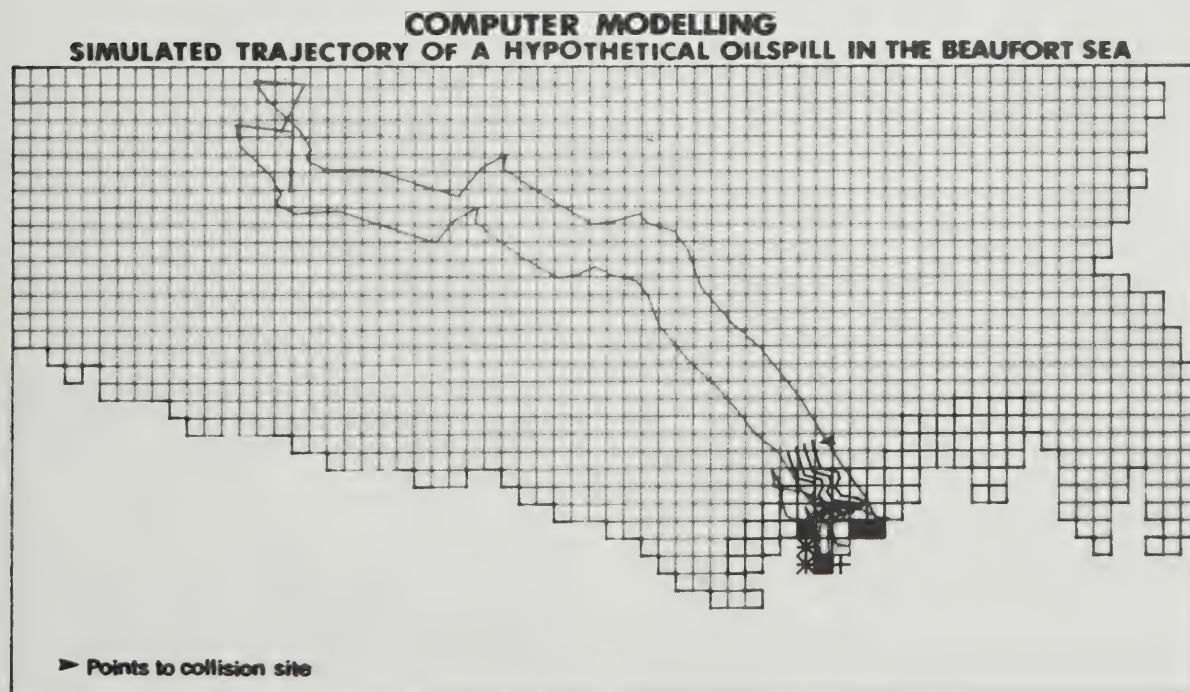 COMPUTER MODELLING
SIMULATED TRAJECTORY OF A HYPOTHETICAL OILSPILL IN THE BEAUFORT SEA
➤ Points to collision site